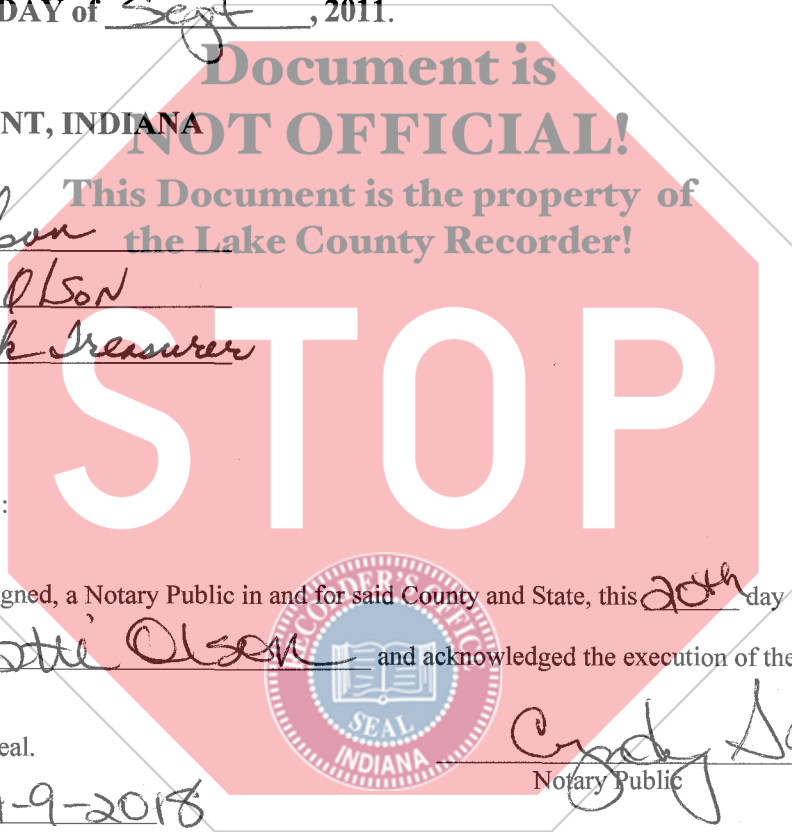 DAY of Sept, 2011.
Document is
NT, INDIANA
NOT OFFICIAL!
This Document is the property of
the Lake County Recorder!
Olson
k Treasurer
STOP
:
gned, a Notary Public in and for said County and State, this 20th day
Olson and acknowledged the execution of the
RECORDER'S OFFICE
SEAL
INDIANA
eal.
Cyndy
Notary Public
-9-2018